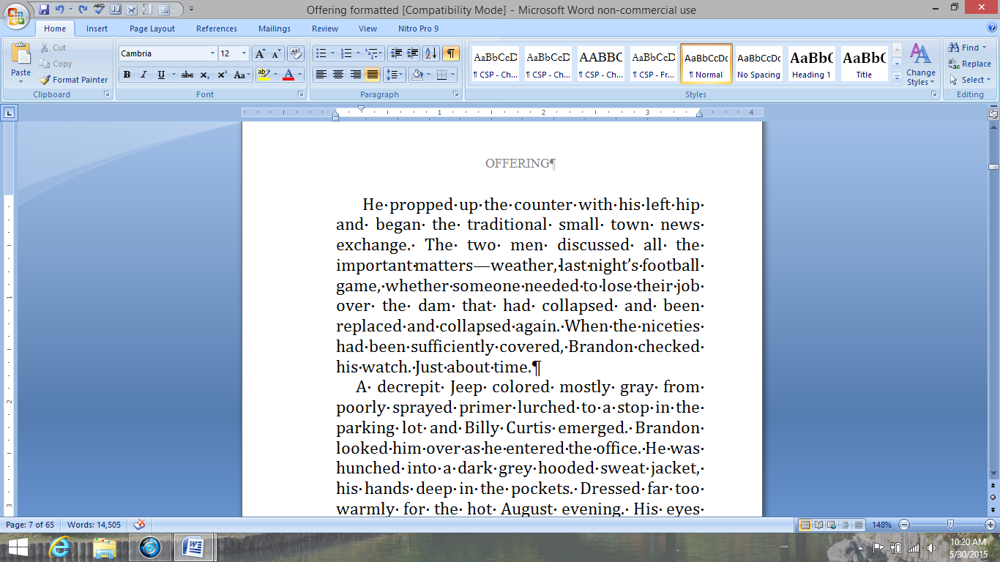 Offering formatted [Compatibility Mode] - Microsoft Word non-commercial use
Home Insert Page Layout References Mailings Review View Nitro Pro 9
Paste
Cut
Copy
Format Painter
Clipboard
Cambria 12
B I U abc x₂ x² Aa
Font
Paragraph
AaBbCcD AaBbCcD AABBC AaBbCcD AaBbCcDc AaBbCcDc AaBbC AaBbC
¶ CSP - Ch... ¶ CSP - Ch... ¶ CSP - Ch... ¶ CSP - Fr... ¶ Normal No Spacing Heading 1 Title
Styles
Change Styles
Find
Replace
Select
Editing
1 2 3 4
OFFERING¶
He·propped·up·the·counter·with·his·left·hip·
and· began· the· traditional· small· town· news·
exchange.· The· two· men· discussed· all· the·
important·matters—weather,·last·night’s·football·
game,·whether·someone·needed·to·lose·their·job·
over· the· dam· that· had· collapsed· and· been·
replaced·and·collapsed·again.·When·the·niceties·
had·been·sufficiently·covered,·Brandon·checked·
his·watch.·Just·about·time.¶
A· decrepit· Jeep· colored· mostly· gray· from·
poorly·sprayed·primer·lurched·to·a·stop·in·the·
parking·lot·and·Billy·Curtis·emerged.·Brandon·
looked·him·over·as·he·entered·the·office.·He·was·
hunched·into·a·dark·grey·hooded·sweat·jacket,·
his·hands·deep·in·the·pockets.·Dressed·far·too·
warmly·for·the·hot·August·evening.·His·eyes·
1
2
3
Page: 7 of 65 Words: 14,505 148%
10:20 AM
5/30/2015